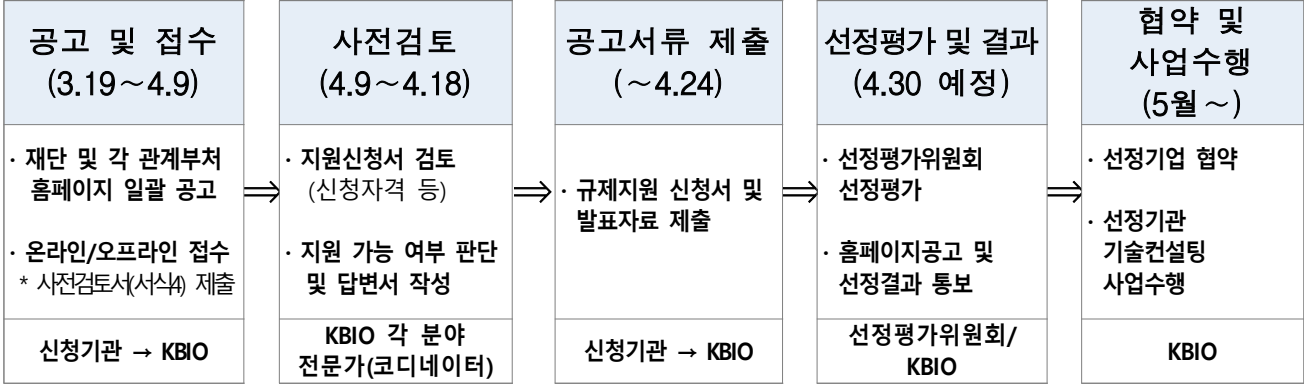 공고 및 접수
(3.19～4.9)
· 재단 및 각 관계부처
홈페이지 일괄 공고
· 온라인/오프라인 접수
* 사전검토서(서식4) 제출
신청기관 → KBIO
⇒
사전검토
(4.9～4.18)
· 지원신청서 검토
(신청자격 등)
· 지원 가능 여부 판단
및 답변서 작성
KBIO 각 분야
전문가(코디네이터)
⇒
공고서류 제출
(～4.24)
· 규제지원 신청서 및
발표자료 제출
신청기관 → KBIO
⇒
선정평가 및 결과
(4.30 예정)
· 선정평가위원회
선정평가
· 홈페이지공고 및
선정결과 통보
선정평가위원회/
KBIO
⇒
협약 및
사업수행
(5월～)
· 선정기업 협약
· 선정기관
기술컨설팅
사업수행
KBIO